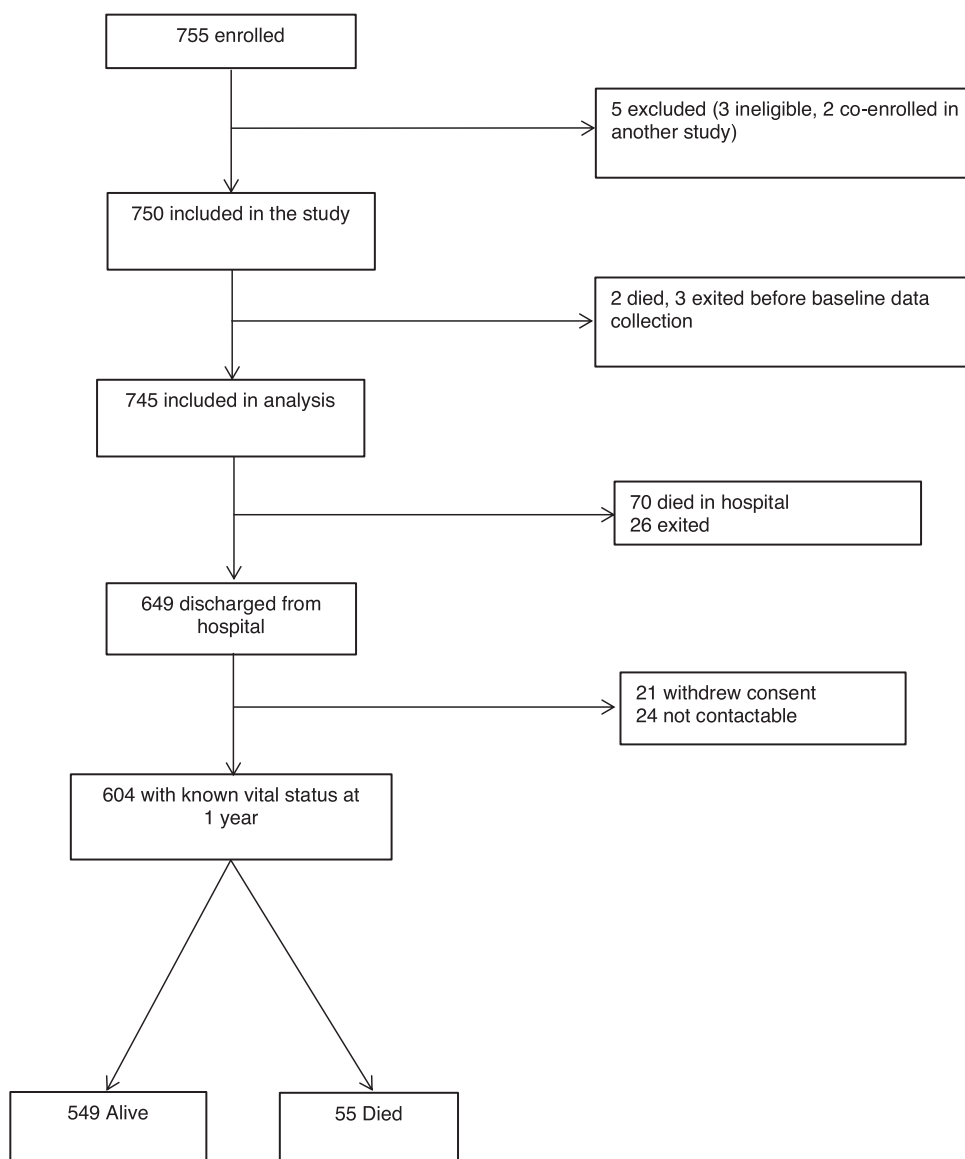 755 enrolled
5 excluded (3 ineligible, 2 co-enrolled in
another study)
750 included in the study
2 died, 3 exited before baseline data
collection
745 included in analysis
70 died in hospital
26 exited
649 discharged from
hospital
21 withdrew consent
24 not contactable
604 with known vital status at
1 year
549 Alive
55 Died